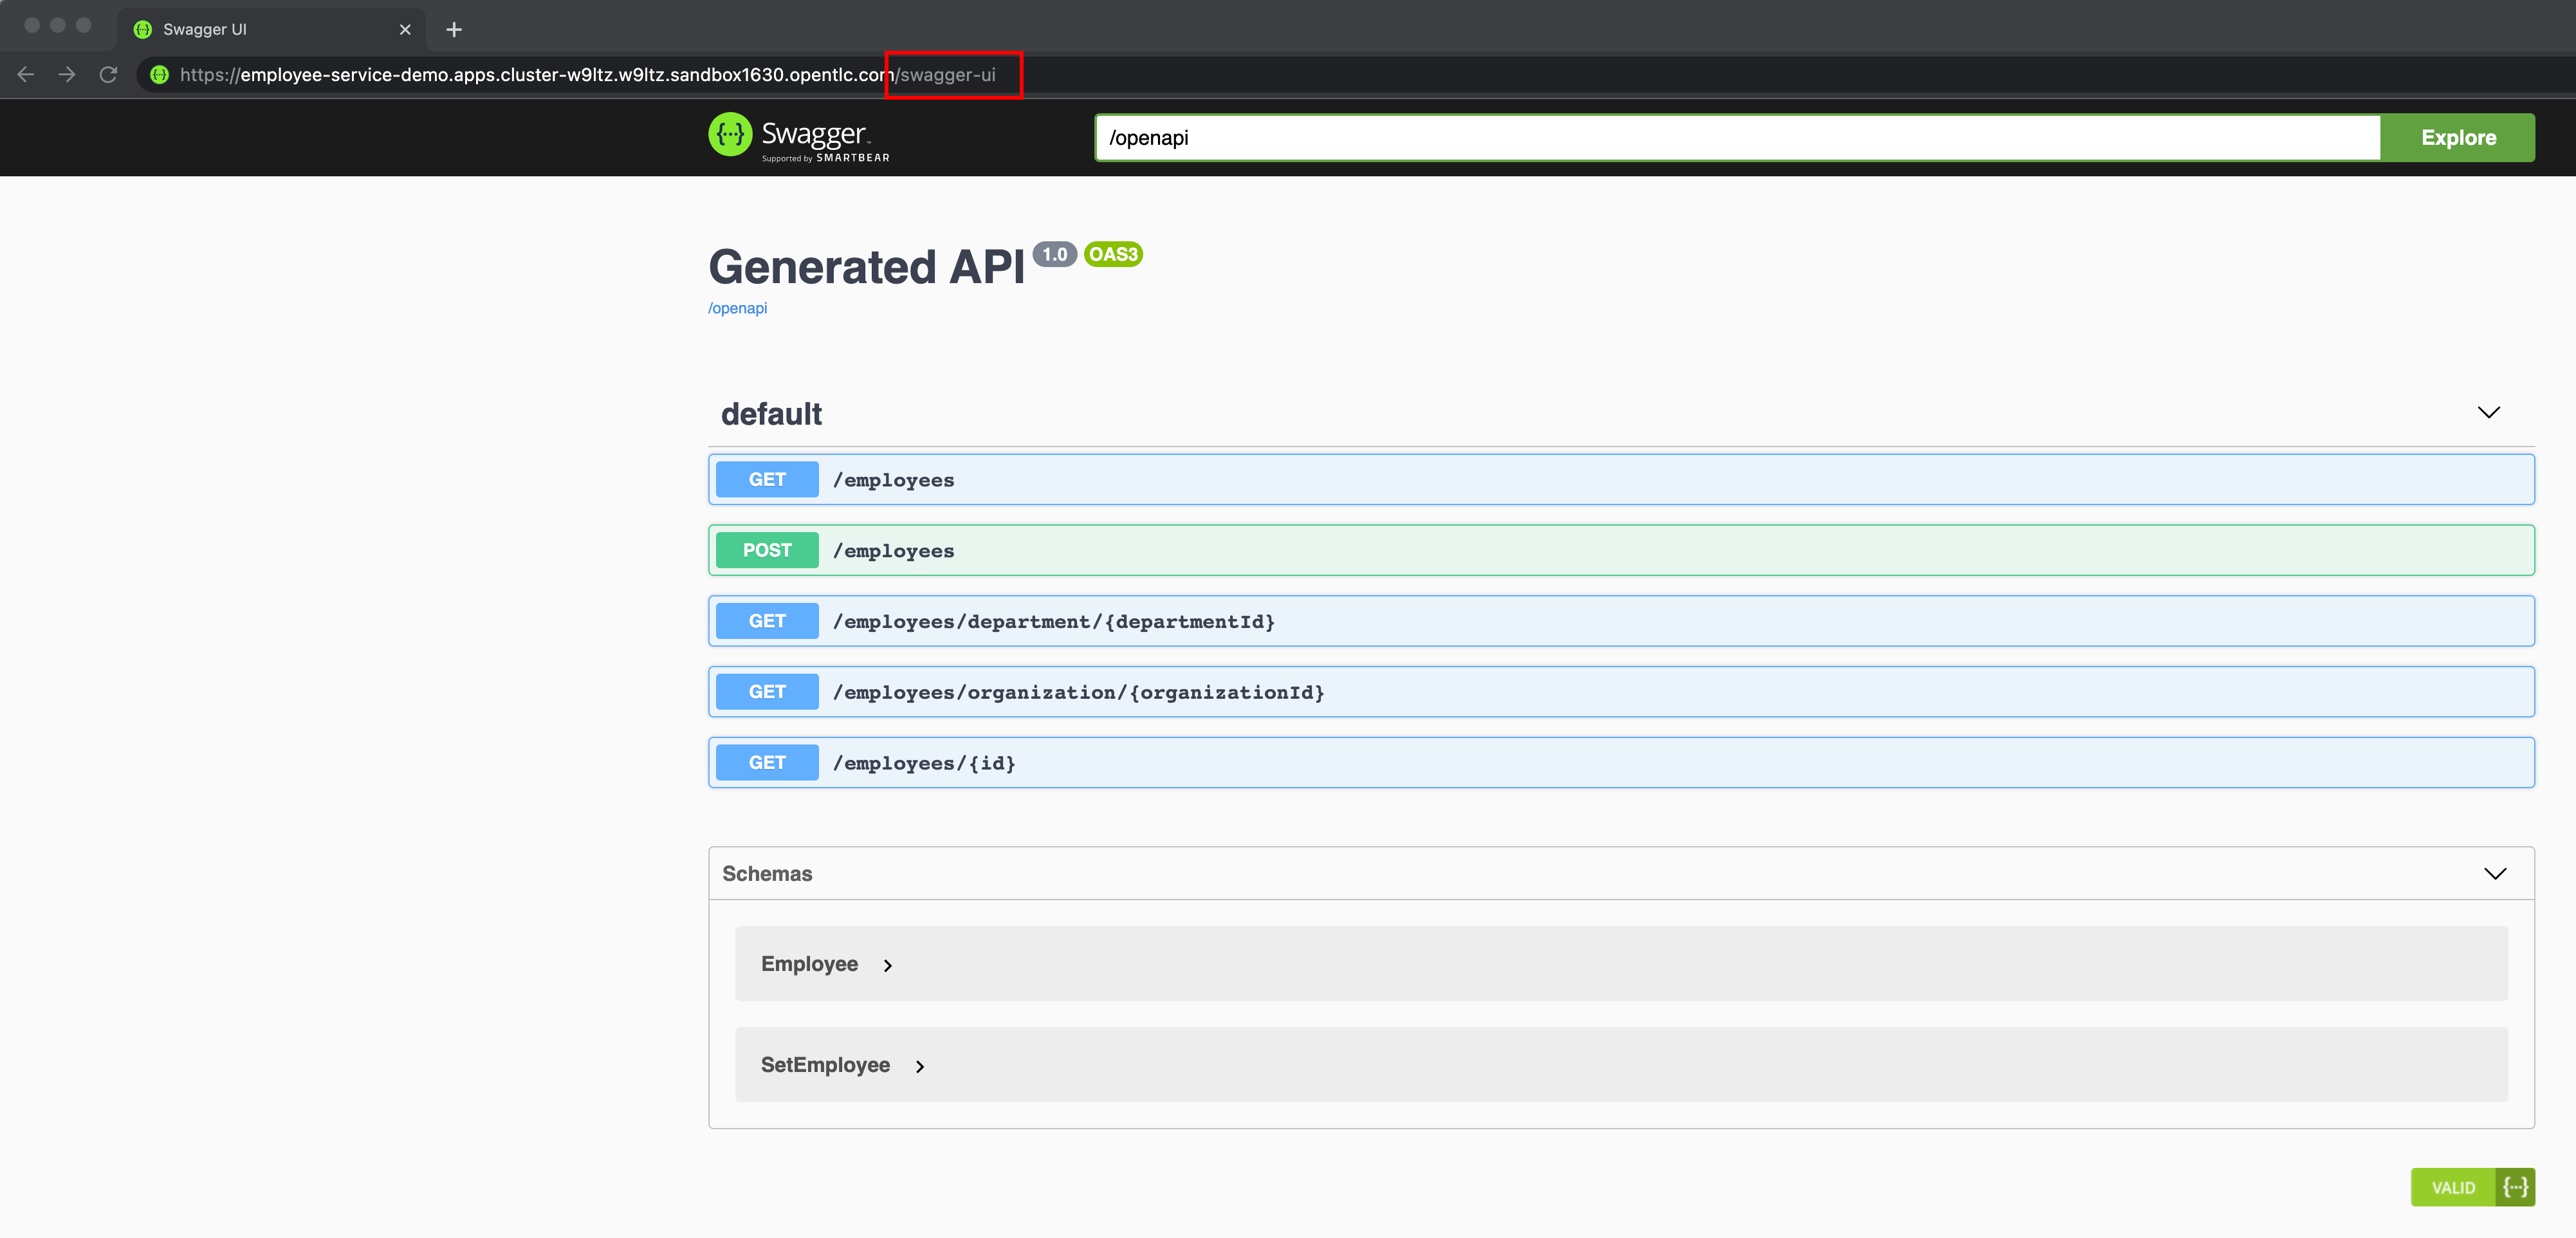 Swagger UI
https://employee-service-demo.apps.cluster-w9ltz.w9ltz.sandbox1630.opentlc.com/swagger-ui
Swagger™
Supported by SMARTBEAR
/openapi
Explore
Generated API 1.0 OAS3
/openapi
default
GET /employees
POST /employees
GET /employees/department/{departmentId}
GET /employees/organization/{organizationId}
GET /employees/{id}
Schemas
Employee
SetEmployee
VALID {···}